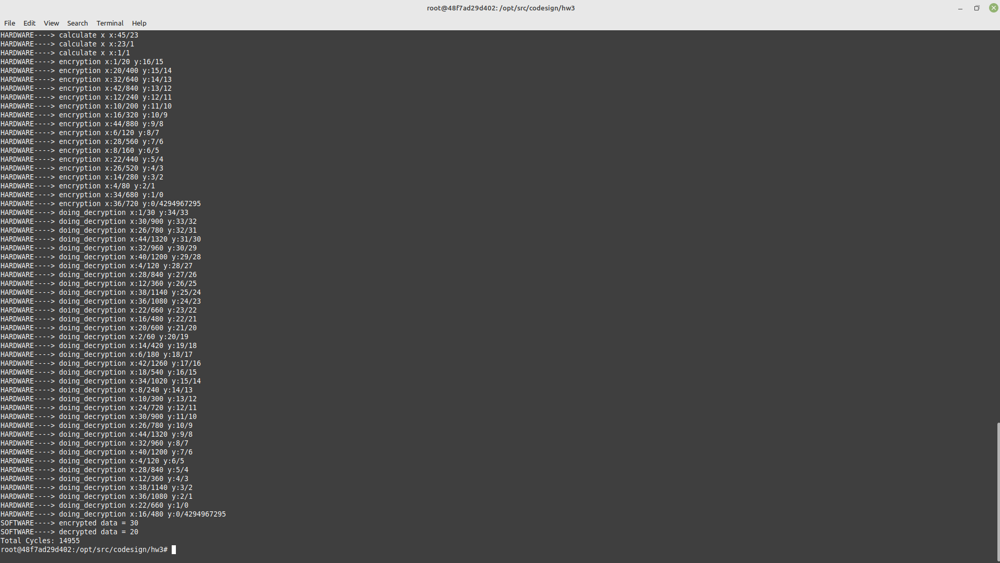 root@48f7ad29d402: /opt/src/codesign/hw3
File Edit View Search Terminal Help
HARDWARE----> calculate x x:45/23
HARDWARE----> calculate x x:23/1
HARDWARE----> calculate x x:1/1
HARDWARE----> encryption x:1/20 y:16/15
HARDWARE----> encryption x:20/400 y:15/14
HARDWARE----> encryption x:32/640 y:14/13
HARDWARE----> encryption x:42/840 y:13/12
HARDWARE----> encryption x:12/240 y:12/11
HARDWARE----> encryption x:10/200 y:11/10
HARDWARE----> encryption x:16/320 y:10/9
HARDWARE----> encryption x:44/880 y:9/8
HARDWARE----> encryption x:6/120 y:8/7
HARDWARE----> encryption x:28/560 y:7/6
HARDWARE----> encryption x:8/160 y:6/5
HARDWARE----> encryption x:22/440 y:5/4
HARDWARE----> encryption x:26/520 y:4/3
HARDWARE----> encryption x:14/280 y:3/2
HARDWARE----> encryption x:4/80 y:2/1
HARDWARE----> encryption x:34/680 y:1/0
HARDWARE----> encryption x:36/720 y:0/4294967295
HARDWARE----> doing_decryption x:1/30 y:34/33
HARDWARE----> doing_decryption x:30/900 y:33/32
HARDWARE----> doing_decryption x:26/780 y:32/31
HARDWARE----> doing_decryption x:44/1320 y:31/30
HARDWARE----> doing_decryption x:32/960 y:30/29
HARDWARE----> doing_decryption x:40/1200 y:29/28
HARDWARE----> doing_decryption x:4/120 y:28/27
HARDWARE----> doing_decryption x:28/840 y:27/26
HARDWARE----> doing_decryption x:12/360 y:26/25
HARDWARE----> doing_decryption x:38/1140 y:25/24
HARDWARE----> doing_decryption x:36/1080 y:24/23
HARDWARE----> doing_decryption x:22/660 y:23/22
HARDWARE----> doing_decryption x:16/480 y:22/21
HARDWARE----> doing_decryption x:20/600 y:21/20
HARDWARE----> doing_decryption x:2/60 y:20/19
HARDWARE----> doing_decryption x:14/420 y:19/18
HARDWARE----> doing_decryption x:6/180 y:18/17
HARDWARE----> doing_decryption x:42/1260 y:17/16
HARDWARE----> doing_decryption x:18/540 y:16/15
HARDWARE----> doing_decryption x:34/1020 y:15/14
HARDWARE----> doing_decryption x:8/240 y:14/13
HARDWARE----> doing_decryption x:10/300 y:13/12
HARDWARE----> doing_decryption x:24/720 y:12/11
HARDWARE----> doing_decryption x:30/900 y:11/10
HARDWARE----> doing_decryption x:26/780 y:10/9
HARDWARE----> doing_decryption x:44/1320 y:9/8
HARDWARE----> doing_decryption x:32/960 y:8/7
HARDWARE----> doing_decryption x:40/1200 y:7/6
HARDWARE----> doing_decryption x:4/120 y:6/5
HARDWARE----> doing_decryption x:28/840 y:5/4
HARDWARE----> doing_decryption x:12/360 y:4/3
HARDWARE----> doing_decryption x:38/1140 y:3/2
HARDWARE----> doing_decryption x:36/1080 y:2/1
HARDWARE----> doing_decryption x:22/660 y:1/0
HARDWARE----> doing_decryption x:16/480 y:0/4294967295
SOFTWARE----> encrypted data = 30
SOFTWARE----> decrypted data = 20
Total Cycles: 14955
root@48f7ad29d402:/opt/src/codesign/hw3#